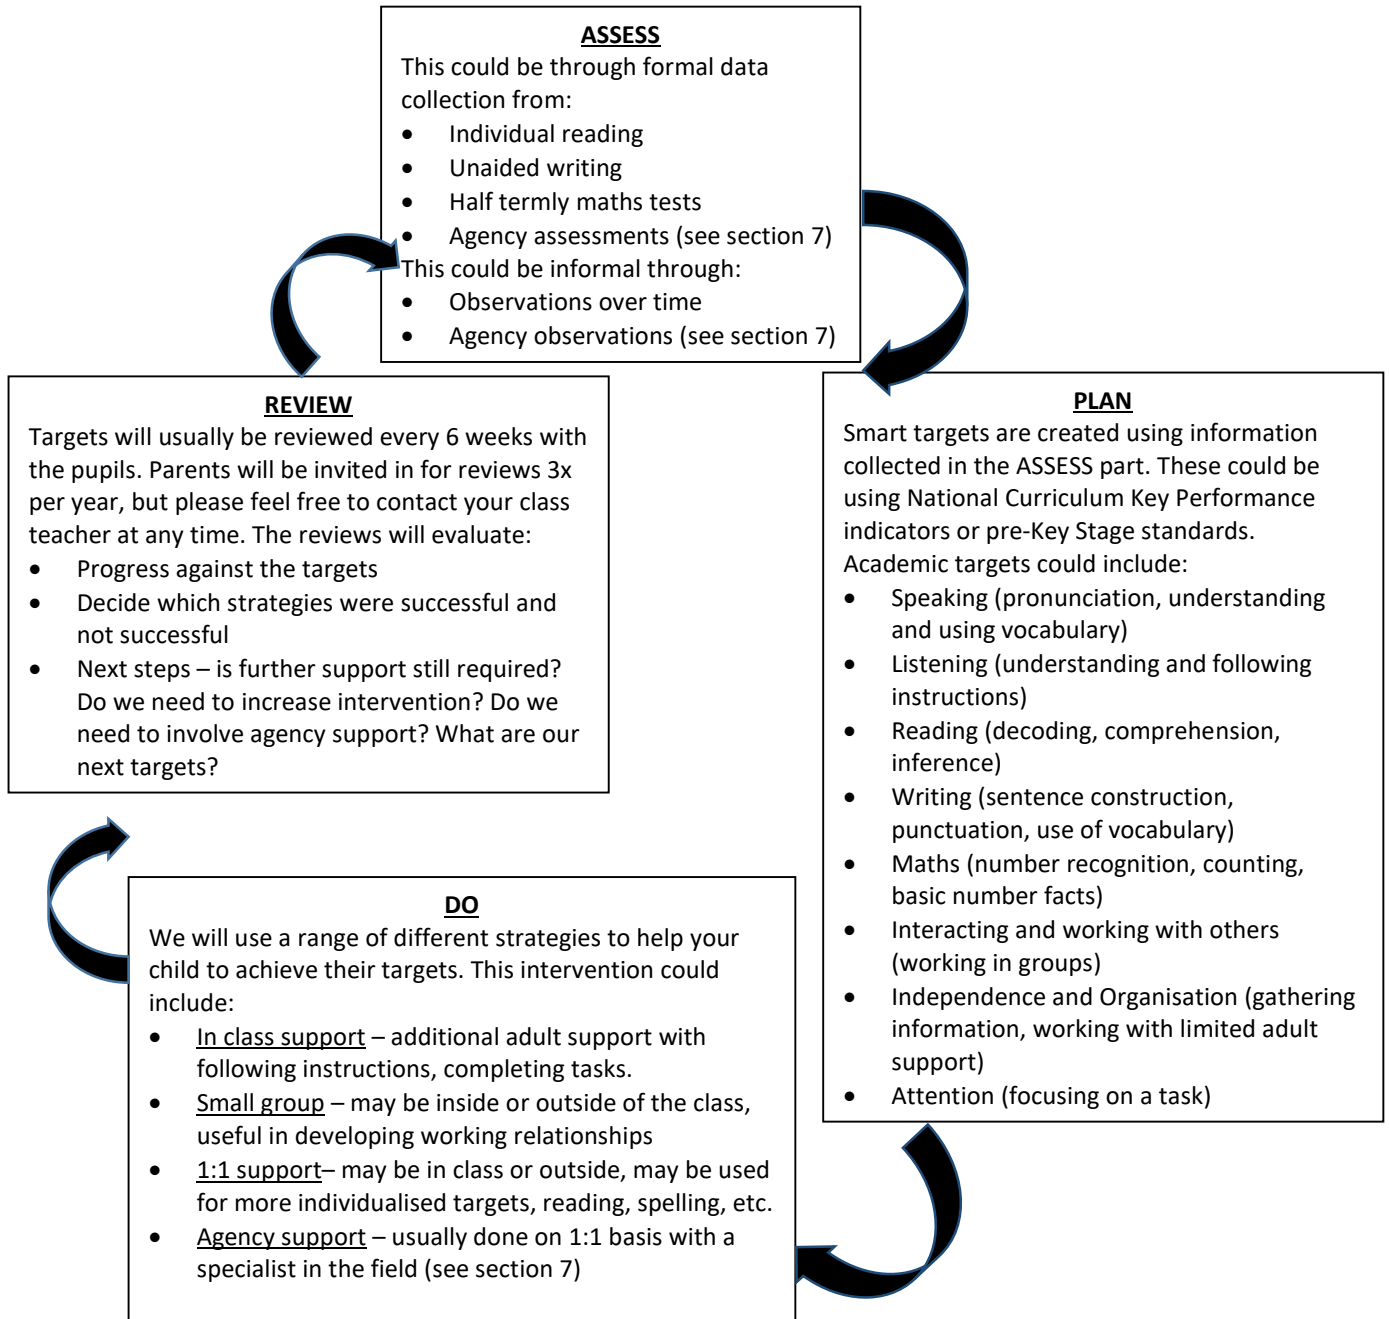 ASSESS
This could be through formal data
collection from:
• Individual reading
• Unaided writing
• Half termly maths tests
• Agency assessments (see section 7)
This could be informal through:
• Observations over time
• Agency observations (see section 7)
PLAN
Smart targets are created using information
collected in the ASSESS part. These could be
using National Curriculum Key Performance
indicators or pre-Key Stage standards.
Academic targets could include:
• Speaking (pronunciation, understanding
and using vocabulary)
• Listening (understanding and following
instructions)
• Reading (decoding, comprehension,
inference)
• Writing (sentence construction,
punctuation, use of vocabulary)
• Maths (number recognition, counting,
basic number facts)
• Interacting and working with others
(working in groups)
• Independence and Organisation (gathering
information, working with limited adult
support)
• Attention (focusing on a task)
DO
We will use a range of different strategies to help your
child to achieve their targets. This intervention could
include:
• In class support – additional adult support with
following instructions, completing tasks.
• Small group – may be inside or outside of the class,
useful in developing working relationships
• 1:1 support– may be in class or outside, may be used
for more individualised targets, reading, spelling, etc.
• Agency support – usually done on 1:1 basis with a
specialist in the field (see section 7)
REVIEW
Targets will usually be reviewed every 6 weeks with
the pupils. Parents will be invited in for reviews 3x
per year, but please feel free to contact your class
teacher at any time. The reviews will evaluate:
• Progress against the targets
• Decide which strategies were successful and
not successful
• Next steps – is further support still required?
Do we need to increase intervention? Do we
need to involve agency support? What are our
next targets?